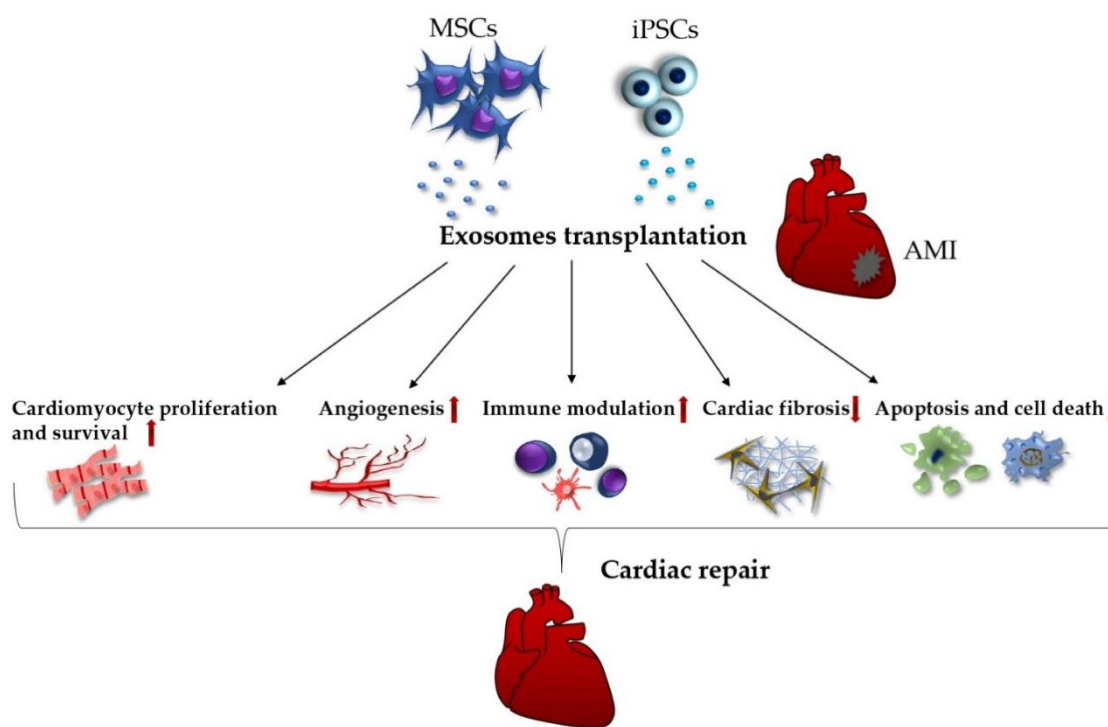 MSCs
iPSCs
Exosomes transplantation
AMI
Cardiomyocyte proliferation
and survival
Angiogenesis
Immune modulation
Cardiac fibrosis
Apoptosis and cell death
Cardiac repair